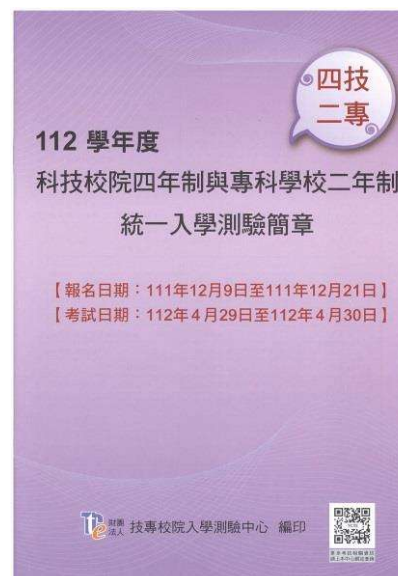 四技
二專
112 學年度
科技校院四年制與專科學校二年制
統一入學測驗簡章
【報名日期：111年12月9日至111年12月21日】
【考試日期：112年4月29日至112年4月30日】
財團法人 技專校院入學測驗中心 編印